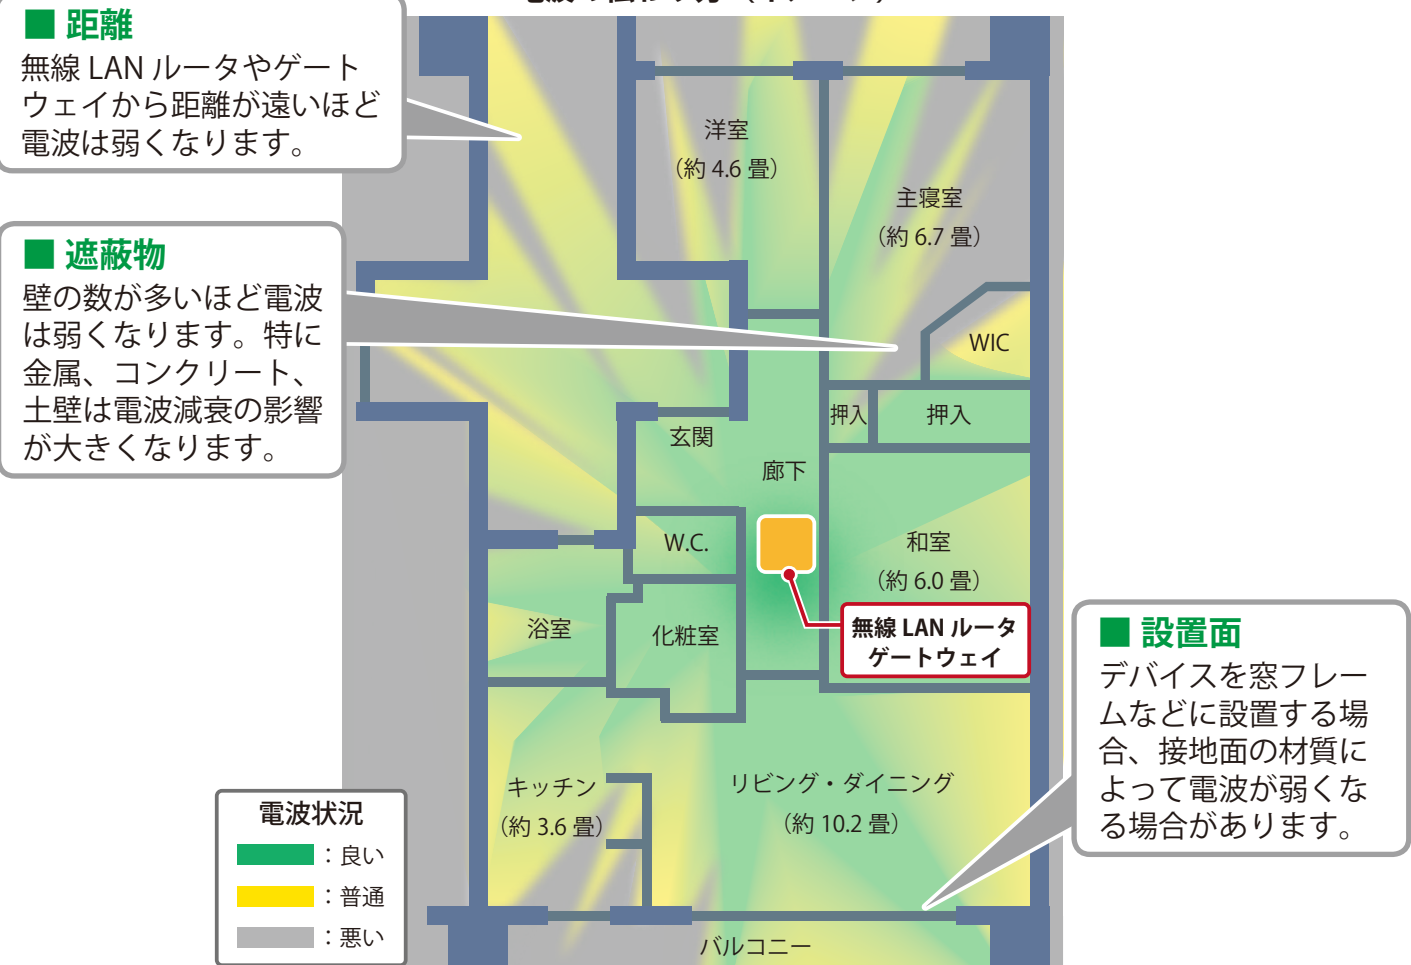 ■ 距離
無線 LAN ルータやゲート
ウェイから距離が遠いほど
電波は弱くなります。
■ 遮蔽物
壁の数が多いほど電波
は弱くなります。特に
金属、コンクリート、
土壁は電波減衰の影響
が大きくなります。
洋室
（約 4.6 畳）
主寝室
（約 6.7 畳）
WIC
押入
押入
玄関
廊下
W.C.
和室
（約 6.0 畳）
浴室
化粧室
無線 LAN ルータ
ゲートウェイ
■ 設置面
デバイスを窓フレー
ムなどに設置する場
合、接地面の材質に
よって電波が弱くな
る場合があります。
キッチン
（約 3.6 畳）
リビング・ダイニング
（約 10.2 畳）
バルコニー
電波状況
：良い
：普通
：悪い